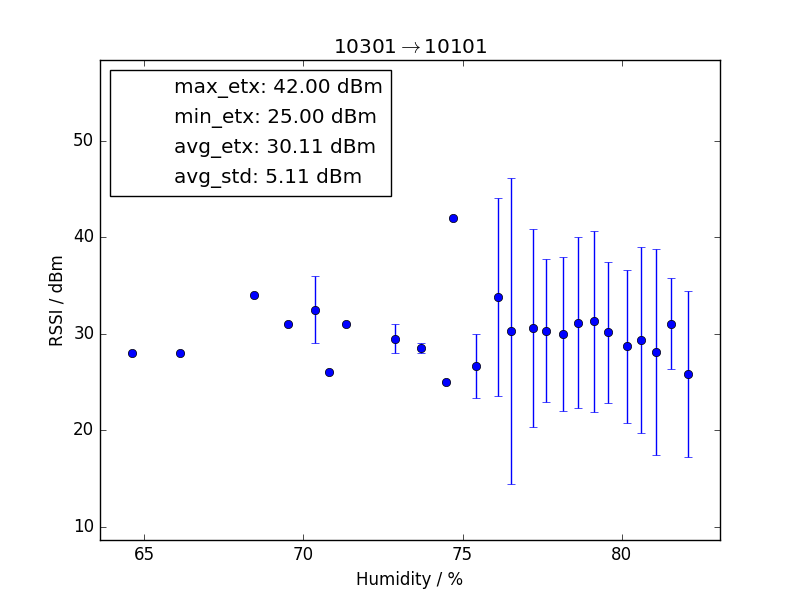 10301→10101
max_etx: 42.00 dBm
min_etx: 25.00 dBm
avg_etx: 30.11 dBm
avg_std: 5.11 dBm
RSSI / dBm
50
40
30
20
10
65 70 75 80
Humidity / %